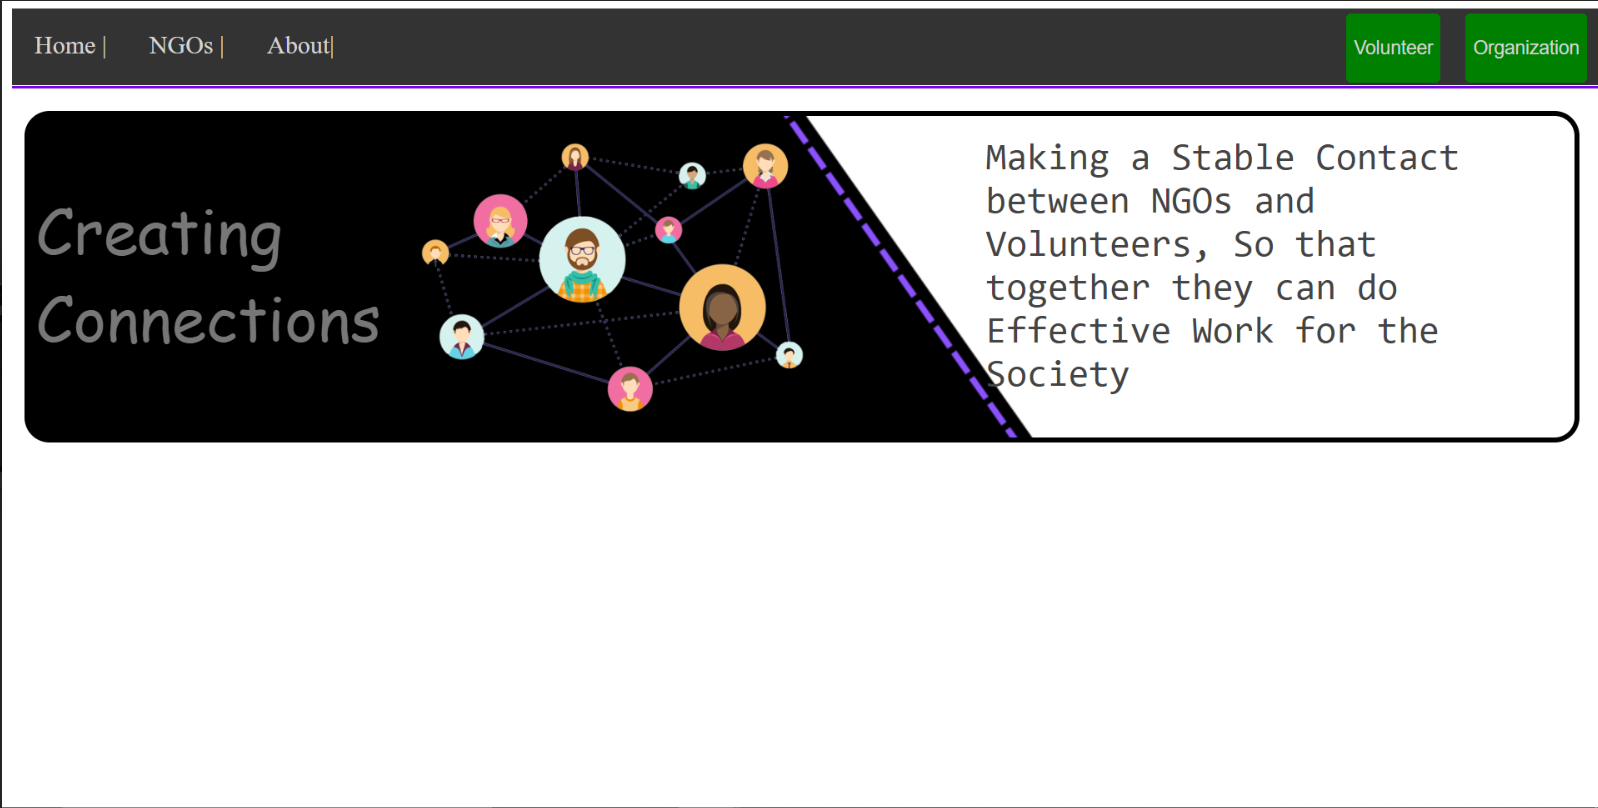 Home |
NGOs |
About|
Volunteer
Organization
Creating
Connections
Making a Stable Contact
between NGOs and
Volunteers, So that
together they can do
Effective Work for the
Society